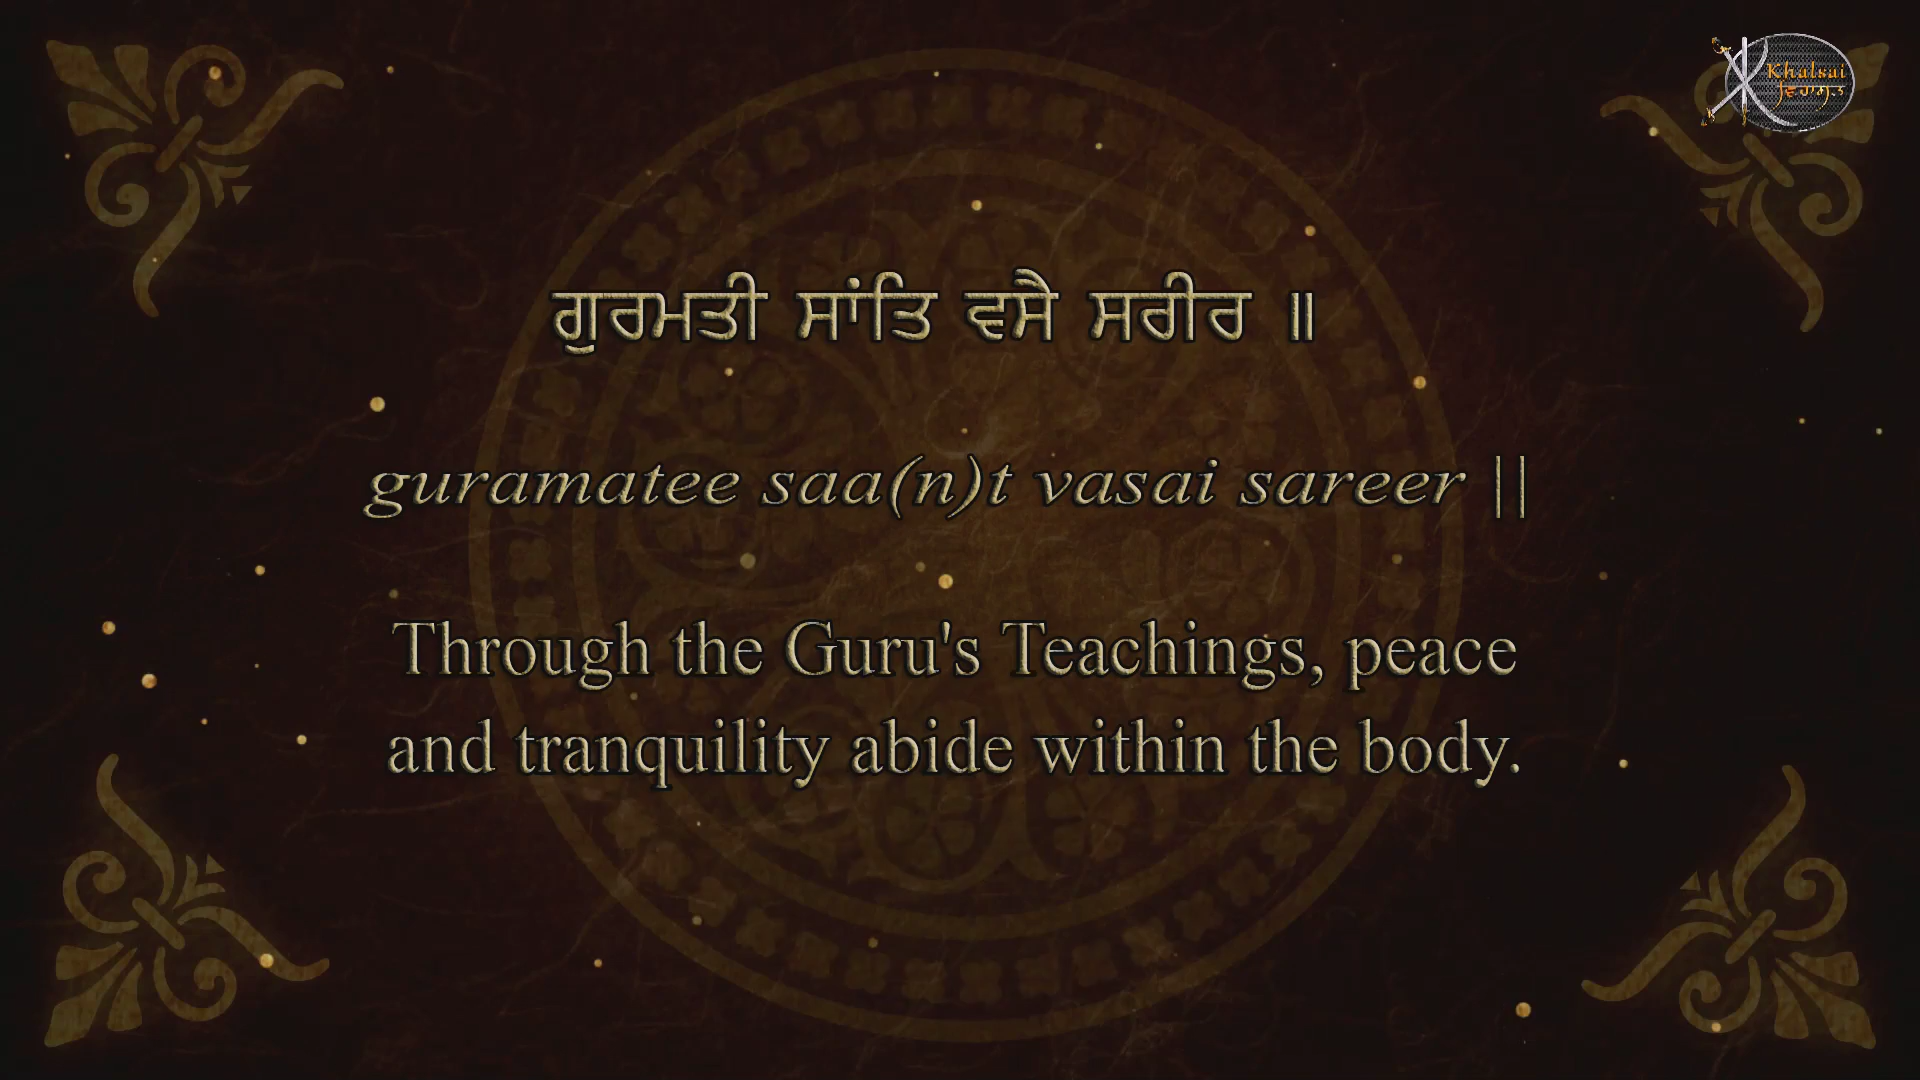 Khalsai
ਵਿਰਾਸਤ
ਗੁਰਮਤੀ ਸਾਂਤਿ ਵਸੈ ਸਰੀਰ ॥
guramatee saa(n)t vasai sareer ||
Through the Guru's Teachings, peace
and tranquility abide within the body.